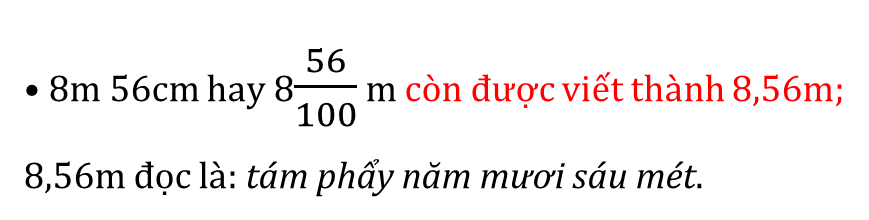 • 8m 56cm hay 8 56/100 m còn được viết thành 8,56m;
8,56m đọc là: tám phẩy năm mươi sáu mét.